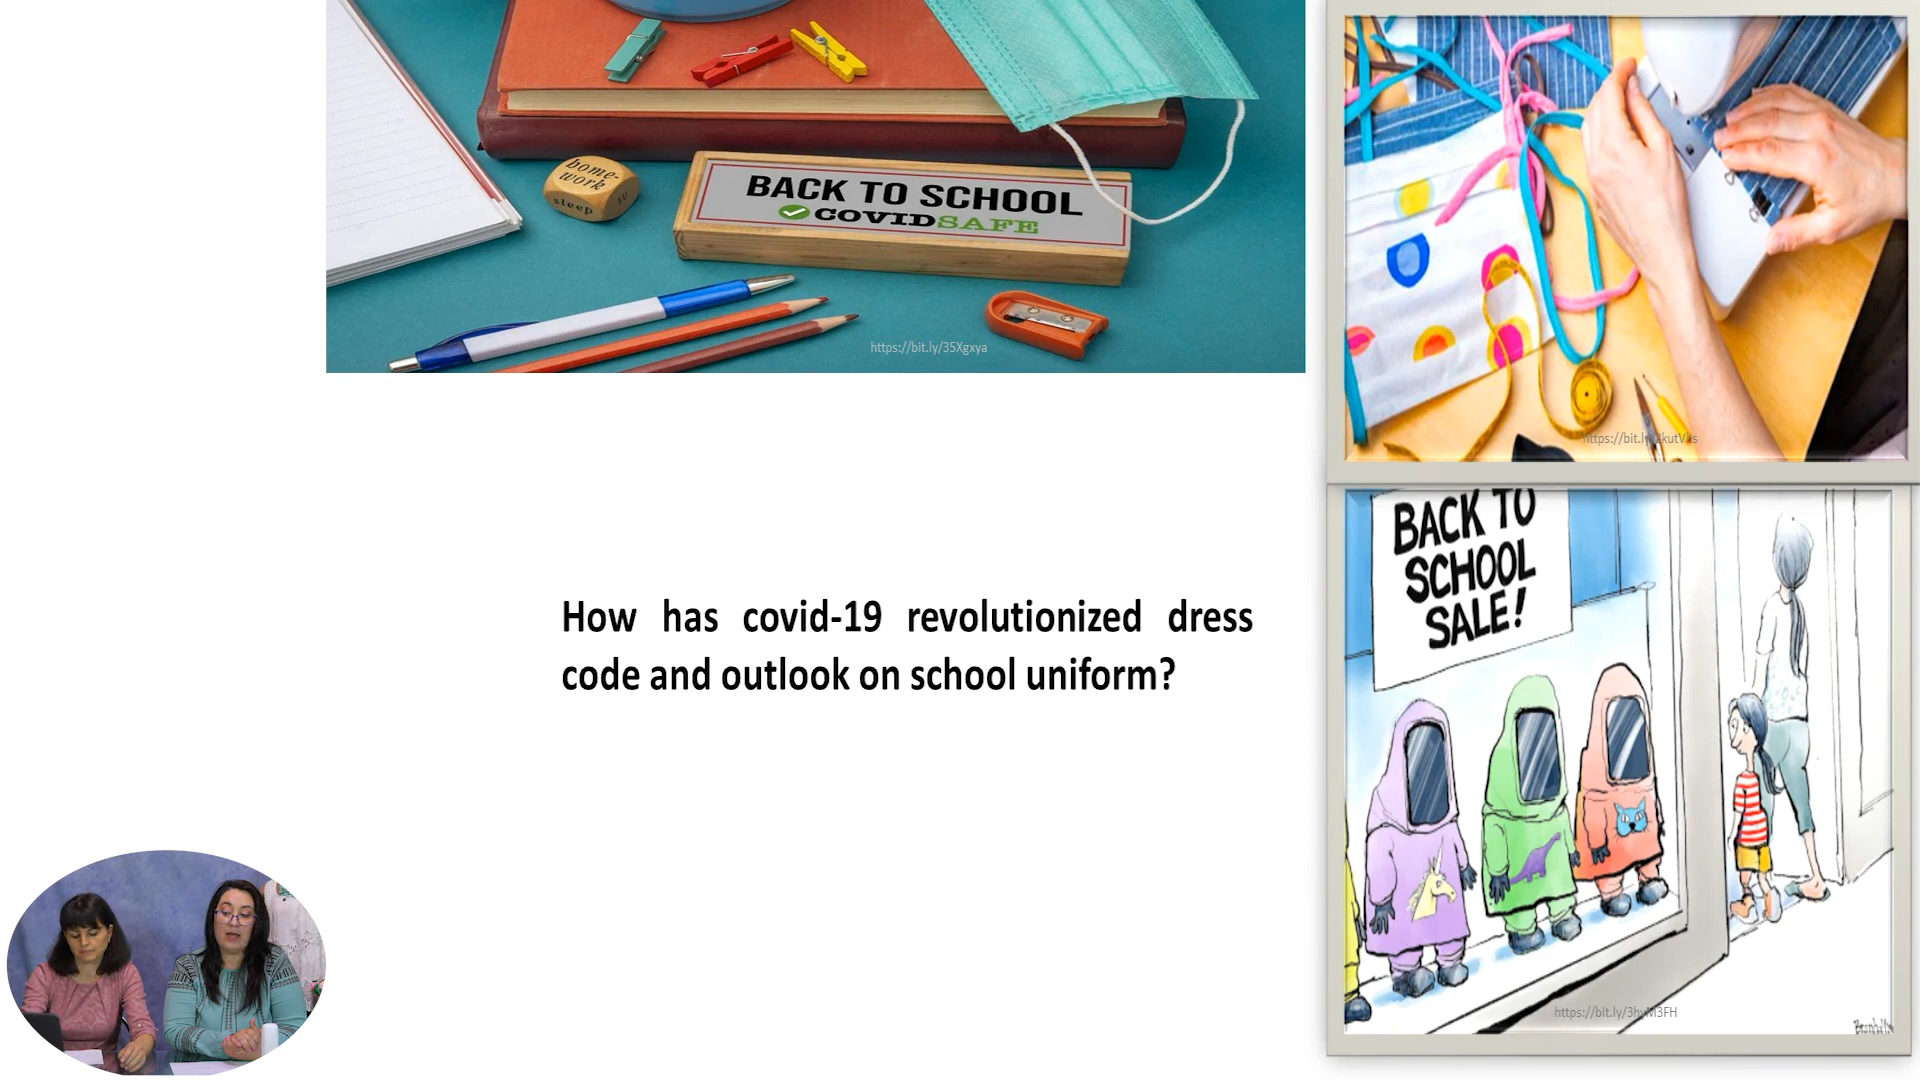 home-
work
sleep
BACK TO SCHOOL
COVIDSAFE
https://bit.ly/35Xgxya
How has covid-19 revolutionized dress
code and outlook on school uniform?
BACK TO
SCHOOL
SALE!